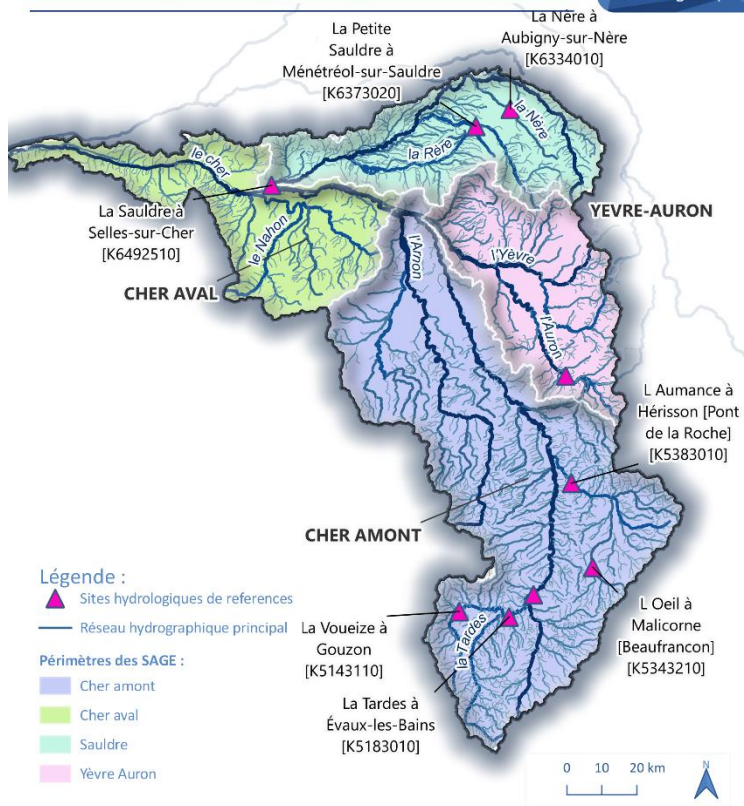 La Nère à
Aubigny-sur-Nère
[K6334010]
La Petite
Sauldre à
Ménétréol-sur-Sauldre
[K6373020]
la Nère
la Rère
le cher
La Sauldre à
Selles-sur-Cher
[K6492510]
le Nahon
CHER AVAL
YEVRE-AURON
l'Arnon
l'Yèvre
l'Auron
L Aumance à
Hérisson [Pont
de la Roche]
[K5383010]
CHER AMONT
L Oeil à
Malicorne
[Beaufrancon]
[K5343210]
La Voueize à
Gouzon
[K5143110]
la Tardes
La Tardes à
Évaux-les-Bains
[K5183010]
Légende :
Sites hydrologiques de references
Réseau hydrographique principal
Périmètres des SAGE :
Cher amont
Cher aval
Sauldre
Yèvre Auron
0 10 20 km
N